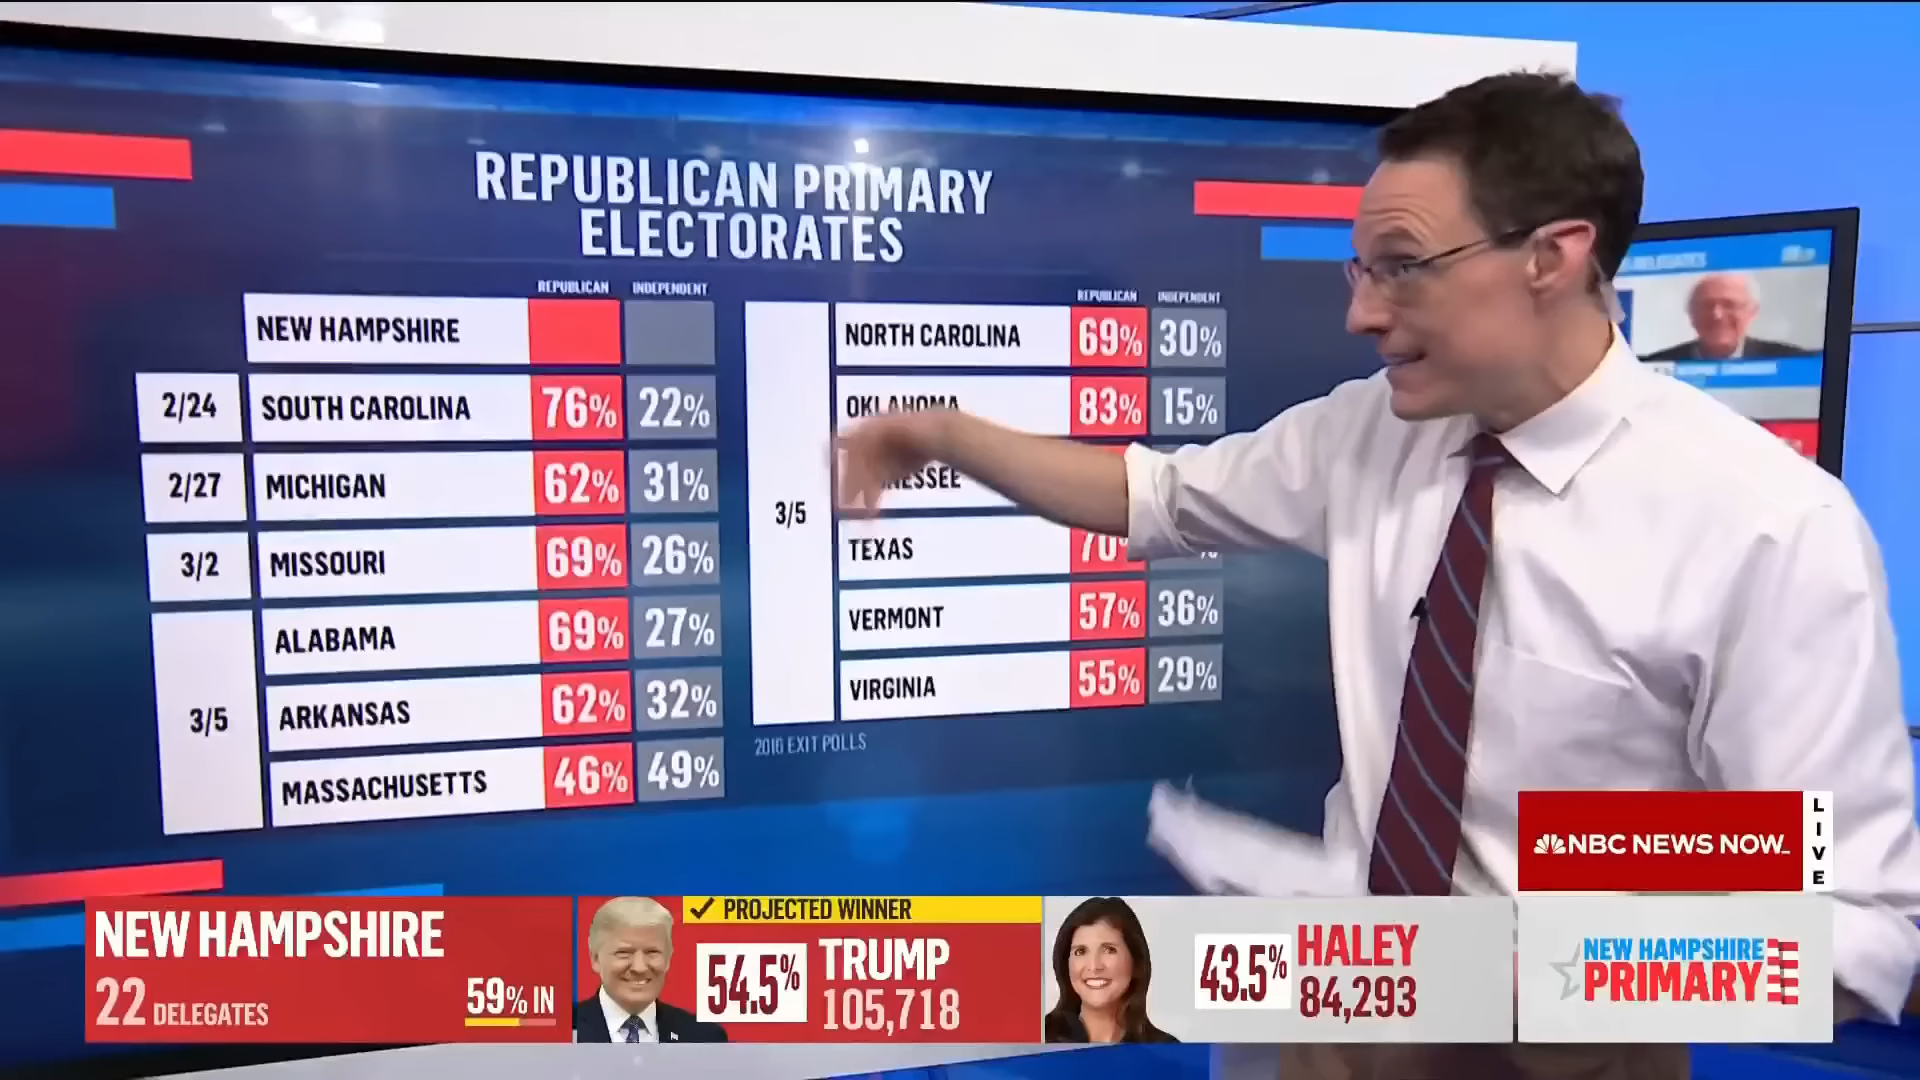 REPUBLICAN PRIMARY
ELECTORATES
REPUBLICAN INDEPENDENT
NEW HAMPSHIRE
2/24 SOUTH CAROLINA 76% 22%
2/27 MICHIGAN 62% 31%
3/2 MISSOURI 69% 26%
3/5
ALABAMA 69% 27%
ARKANSAS 62% 32%
MASSACHUSETTS 46% 49%
REPUBLICAN INDEPENDENT
3/5
NORTH CAROLINA 69% 30%
OKLAHOMA 83% 15%
TEXAS 70%
VERMONT 57% 36%
VIRGINIA 55% 29%
2016 EXIT POLLS
DELEGATES
NBC NEWS NOW
LIVE
NEW HAMPSHIRE
22 DELEGATES
59% IN
PROJECTED WINNER
54.5% TRUMP
105,718
43.5% HALEY
84,293
NEW HAMPSHIRE
PRIMARY